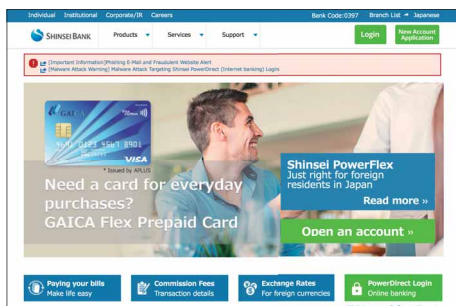 Individual Institutional Corporate/IR Careers Bank Code:0397 Branch List Japanese
SHINSEI BANK Products Services Support Login New Account Application
[Important Information]Phishing E-Mail and Fraudulent Website Alert
[Malware Attack Warning] Malware Attack Targeting Shinsei PowerDirect (Internet banking) Login
GAICA
VISA
* Issued by APLUS
Need a card for everyday
purchases?
GAICA Flex Prepaid Card
Shinsei PowerFlex
Just right for foreign
residents in Japan
Read more »
Open an account »
Paying your bills
Make life easy
Commission Fees
Transaction details
Exchange Rates
For foreign currencies
PowerDirect Login
Online banking